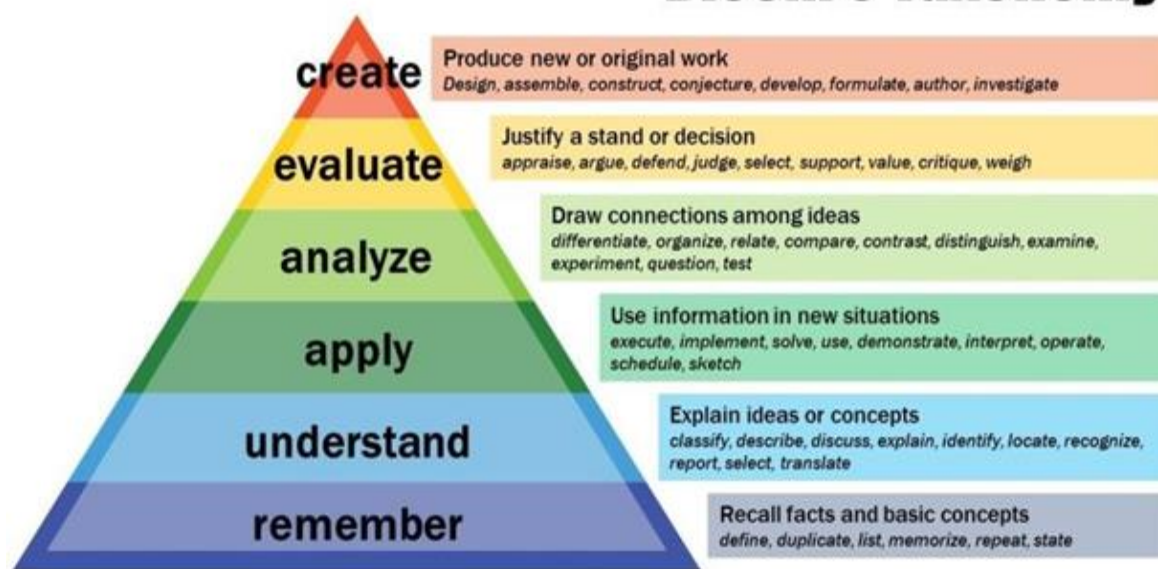 create
Produce new or original work
Design, assemble, construct, conjecture, develop, formulate, author, investigate
evaluate
Justify a stand or decision
appraise, argue, defend, judge, select, support, value, critique, weigh
analyze
Draw connections among ideas
differentiate, organize, relate, compare, contrast, distinguish, examine,
experiment, question, test
apply
Use information in new situations
execute, implement, solve, use, demonstrate, interpret, operate,
schedule, sketch
understand
Explain ideas or concepts
classify, describe, discuss, explain, identify, locate, recognize,
report, select, translate
remember
Recall facts and basic concepts
define, duplicate, list, memorize, repeat, state